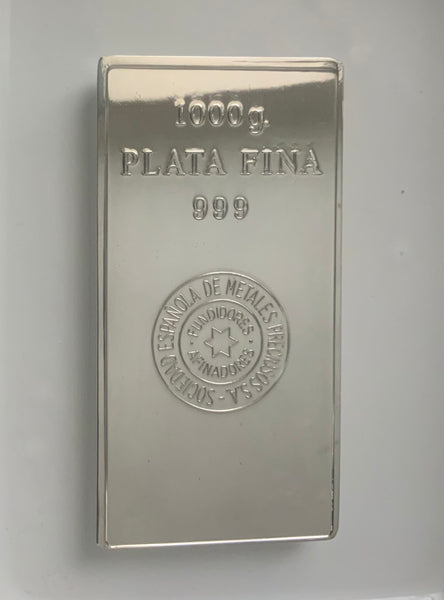 1000g.
PLATA FINA
999
SOCIEDAD ESPAÑOLA DE METALES PRECIOSOS S.A. -
· FUNDIDORES ·
AFINADORES